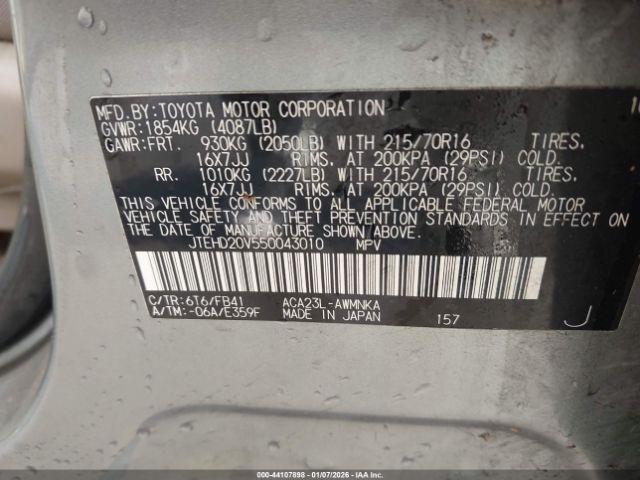 MFD.BY:TOYOTA MOTOR CORPORATION
GVWR:1854KG (4087LB)
GAWR:FRT. 930KG (2050LB) WITH 215/70R16 TIRES,
16X7JJ RIMS, AT 200KPA (29PSI) COLD.
RR. 1010KG (2227LB) WITH 215/70R16 TIRES,
16X7JJ RIMS, AT 200KPA (29PSI) COLD.
THIS VEHICLE CONFORMS TO ALL APPLICABLE FEDERAL MOTOR
VEHICLE SAFETY AND THEFT PREVENTION STANDARDS IN EFFECT ON
THE DATE OF MANUFACTURE SHOWN ABOVE.
JTEHD20V550043010 MPV
C/TR:6T6/FB41 ACA23L-AWMNKA
A/TM:-06A/E359F MADE IN JAPAN 157 J
000-44107898 - 01/07/2026 - IAAI.COM